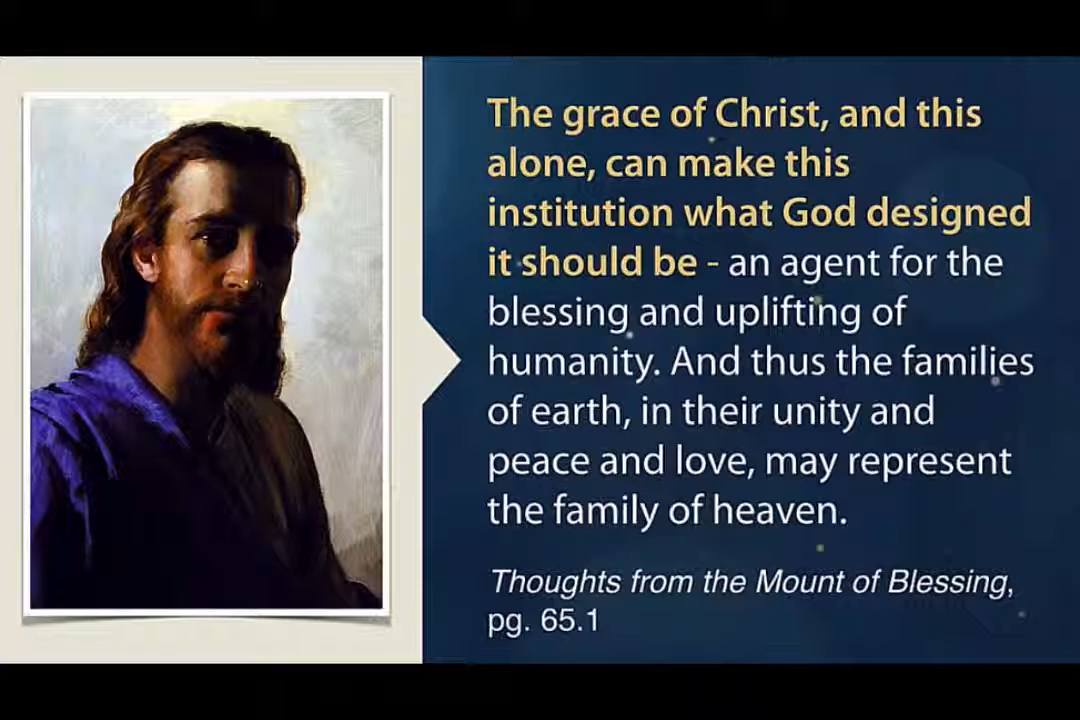 The grace of Christ, and this
alone, can make this
institution what God designed
it should be - an agent for the
blessing and uplifting of
humanity. And thus the families
of earth, in their unity and
peace and love, may represent
the family of heaven.
Thoughts from the Mount of Blessing,
pg. 65.1